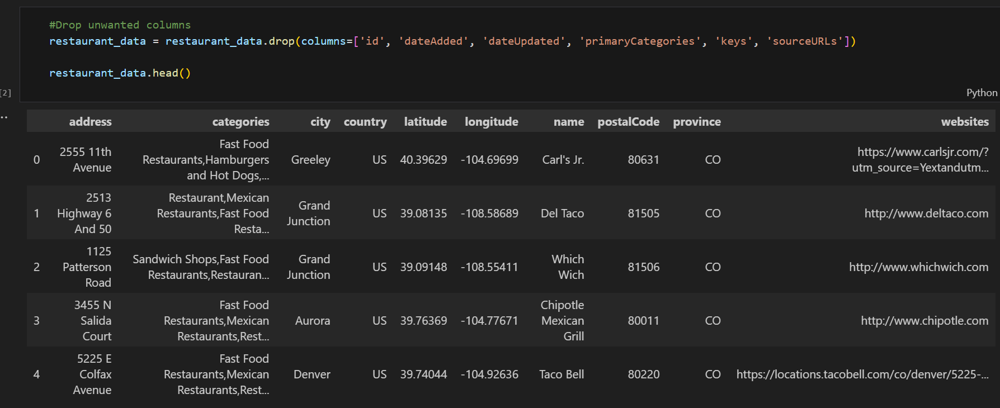 #Drop unwanted columns
restaurant_data = restaurant_data.drop(columns=['id', 'dateAdded', 'dateUpdated', 'primaryCategories', 'keys', 'sourceURLs'])
restaurant_data.head()
[2]
Python
..
address categories city country latitude longitude name postalCode province websites
0 2555 11th Avenue Fast Food Restaurants,Hamburgers and Hot Dogs,... Greeley US 40.39629 -104.69699 Carl's Jr. 80631 CO https://www.carlsjr.com/?utm_source=Yextandutm...
1 2513 Highway 6 And 50 Restaurant,Mexican Restaurants,Fast Food Resta... Grand Junction US 39.08135 -108.58689 Del Taco 81505 CO http://www.deltaco.com
2 1125 Patterson Road Sandwich Shops,Fast Food Restaurants,Restauran... Grand Junction US 39.09148 -108.55411 Which Wich 81506 CO http://www.whichwich.com
3 3455 N Salida Court Fast Food Restaurants,Mexican Restaurants,Rest... Aurora US 39.76369 -104.77671 Chipotle Mexican Grill 80011 CO http://www.chipotle.com
4 5225 E Colfax Avenue Fast Food Restaurants,Mexican Restaurants,Rest... Denver US 39.74044 -104.92636 Taco Bell 80220 CO https://locations.tacobell.com/co/denver/5225-...